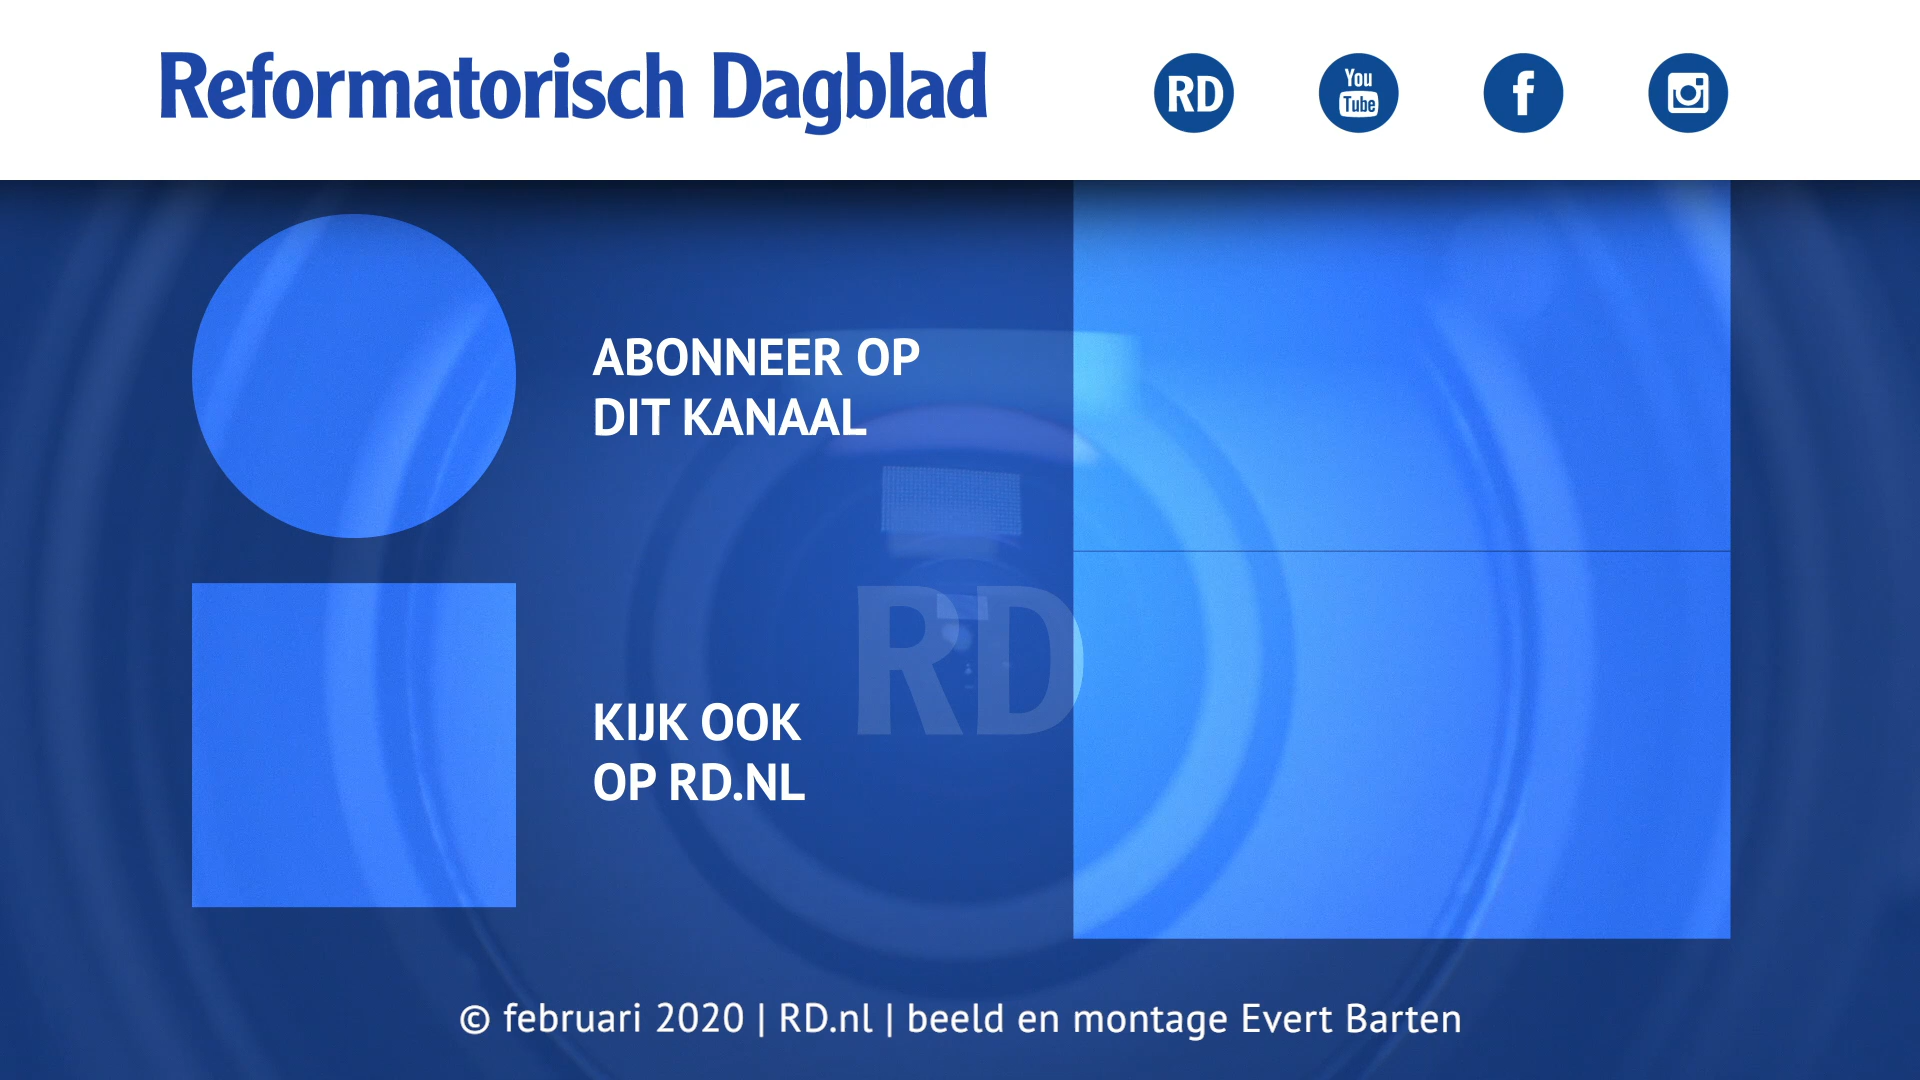 Reformatorisch Dagblad
RD
You
Tube
f
ABONNEER OP
DIT KANAAL
KIJK OOK
OP RD.NL
RD
© februari 2020 | RD.nl | beeld en montage Evert Barten